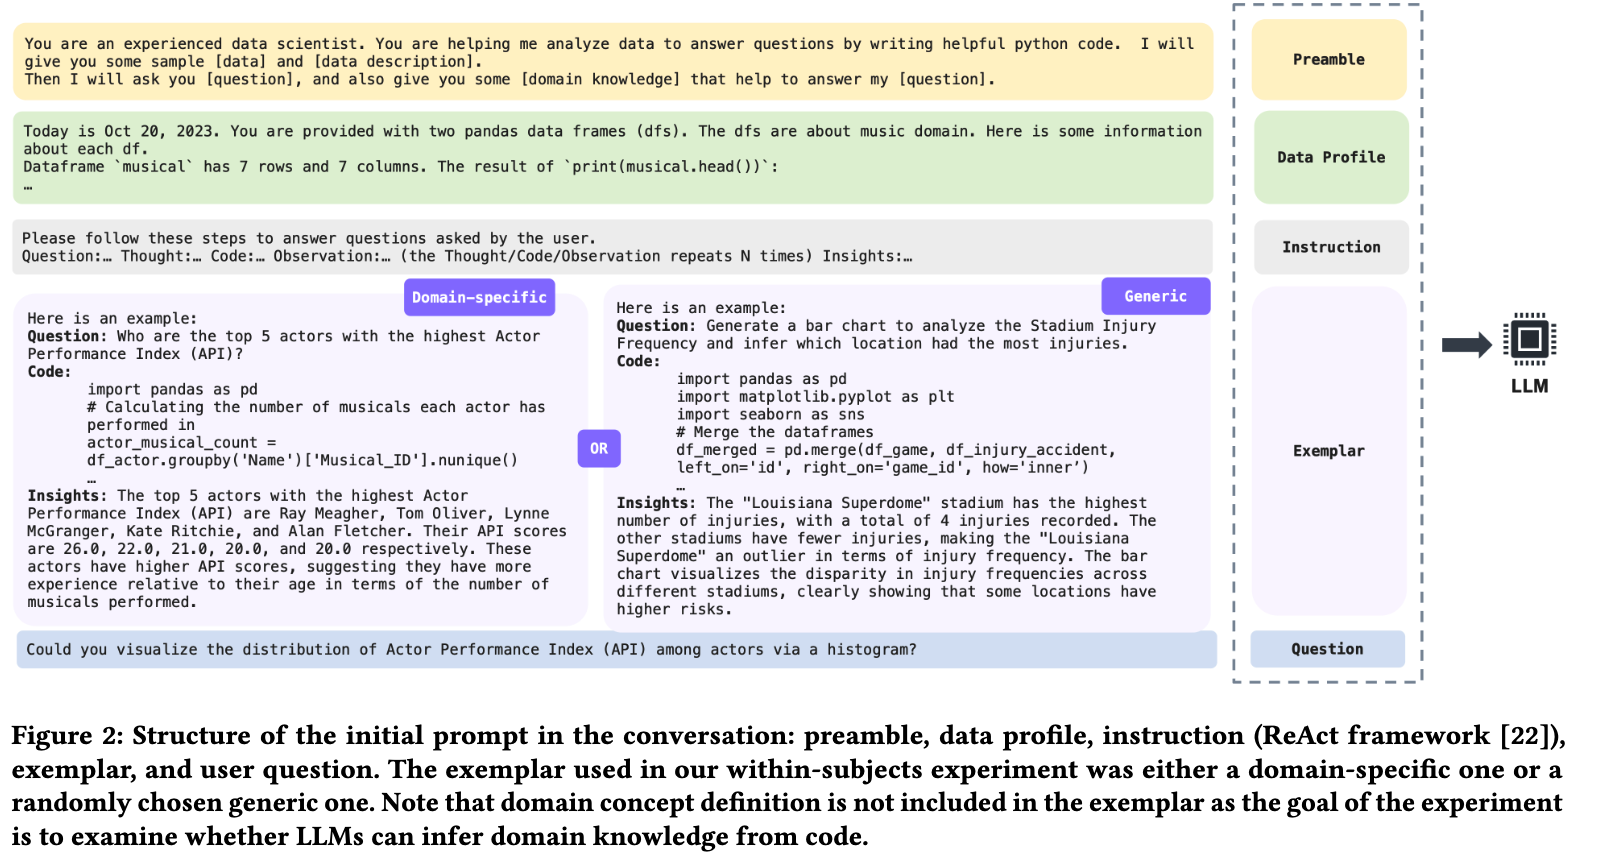 You are an experienced data scientist. You are helping me analyze data to answer questions by writing helpful python code.  I will
give you some sample [data] and [data description].
Then I will ask you [question], and also give you some [domain knowledge] that help to answer my [question].
Preamble
Today is Oct 20, 2023. You are provided with two pandas data frames (dfs). The dfs are about music domain. Here is some information
about each df.
Dataframe `musical` has 7 rows and 7 columns. The result of `print(musical.head())`:
…
Data Profile
Please follow these steps to answer questions asked by the user.
Question:… Thought:… Code:… Observation:… (the Thought/Code/Observation repeats N times) Insights:…
Instruction
Domain-specific
Here is an example:
Question: Who are the top 5 actors with the highest Actor
Performance Index (API)?
Code:
import pandas as pd
# Calculating the number of musicals each actor has
performed in
actor_musical_count =
df_actor.groupby('Name')['Musical_ID'].nunique()
…
Insights: The top 5 actors with the highest Actor
Performance Index (API) are Ray Meagher, Tom Oliver, Lynne
McGranger, Kate Ritchie, and Alan Fletcher. Their API scores
are 26.0, 22.0, 21.0, 20.0, and 20.0 respectively. These
actors have higher API scores, suggesting they have more
experience relative to their age in terms of the number of
musicals performed.
OR
Generic
Here is an example:
Question: Generate a bar chart to analyze the Stadium Injury
Frequency and infer which location had the most injuries.
Code:
import pandas as pd
import matplotlib.pyplot as plt
import seaborn as sns
# Merge the dataframes
df_merged = pd.merge(df_game, df_injury_accident,
left_on='id', right_on='game_id', how='inner’)
…
Insights: The "Louisiana Superdome" stadium has the highest
number of injuries, with a total of 4 injuries recorded. The
other stadiums have fewer injuries, making the "Louisiana
Superdome" an outlier in terms of injury frequency. The bar
chart visualizes the disparity in injury frequencies across
different stadiums, clearly showing that some locations have
higher risks.
Exemplar
LLM
Could you visualize the distribution of Actor Performance Index (API) among actors via a histogram?
Question
Figure 2: Structure of the initial prompt in the conversation: preamble, data profile, instruction (ReAct framework [22]),
exemplar, and user question. The exemplar used in our within-subjects experiment was either a domain-specific one or a
randomly chosen generic one. Note that domain concept definition is not included in the exemplar as the goal of the experiment
is to examine whether LLMs can infer domain knowledge from code.